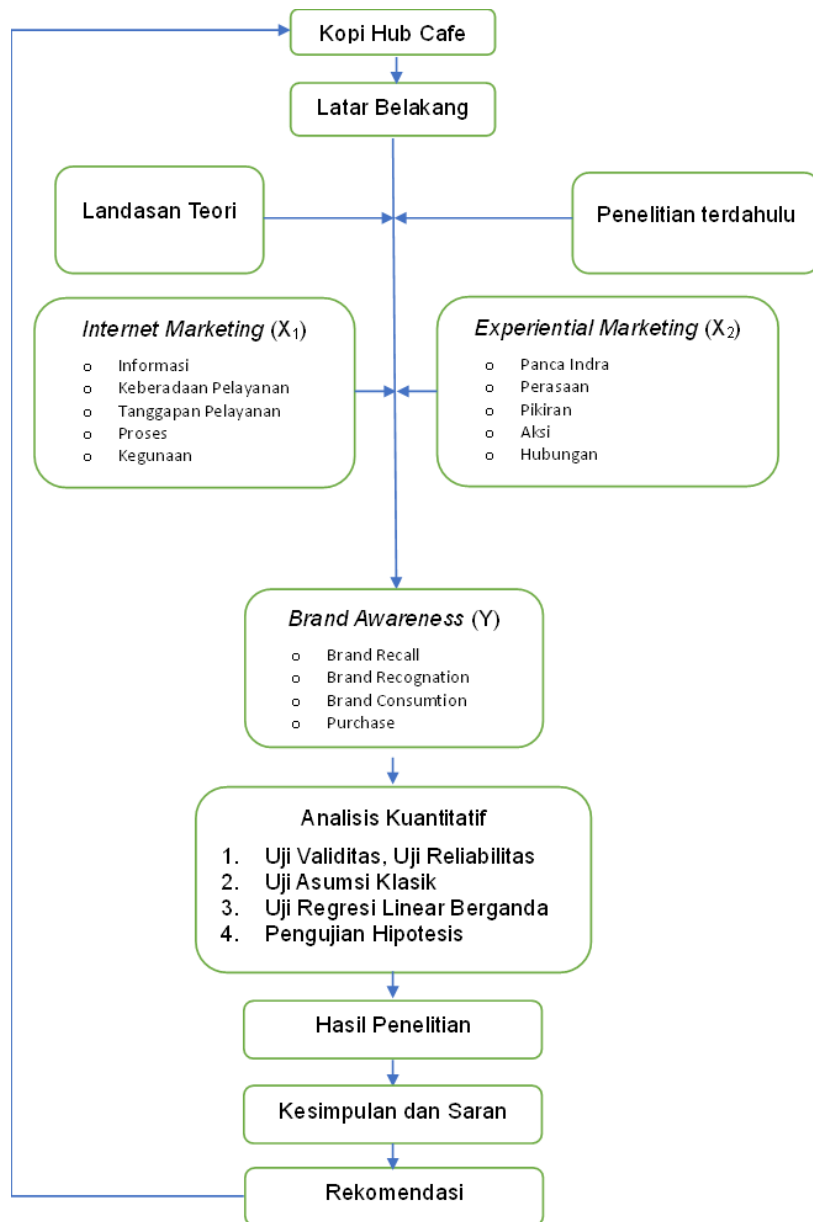 Kopi Hub Cafe
Latar Belakang
Landasan Teori
Penelitian terdahulu
Internet Marketing (X₁)
o Informasi
o Keberadaan Pelayanan
o Tanggapan Pelayanan
o Proses
o Kegunaan
Experiential Marketing (X₂)
o Panca Indra
o Perasaan
o Pikiran
o Aksi
o Hubungan
Brand Awareness (Y)
o Brand Recall
o Brand Recognation
o Brand Consumtion
o Purchase
Analisis Kuantitatif
1. Uji Validitas, Uji Reliabilitas
2. Uji Asumsi Klasik
3. Uji Regresi Linear Berganda
4. Pengujian Hipotesis
Hasil Penelitian
Kesimpulan dan Saran
Rekomendasi